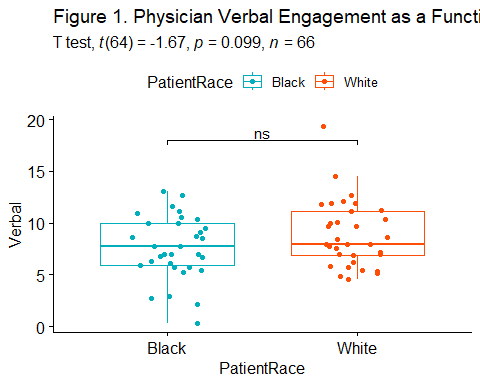 Figure 1. Physician Verbal Engagement as a Functi
T test, t(64) = -1.67, p = 0.099, n = 66
PatientRace Black White
20
ns
15
10
5
0
Verbal
Black White
PatientRace